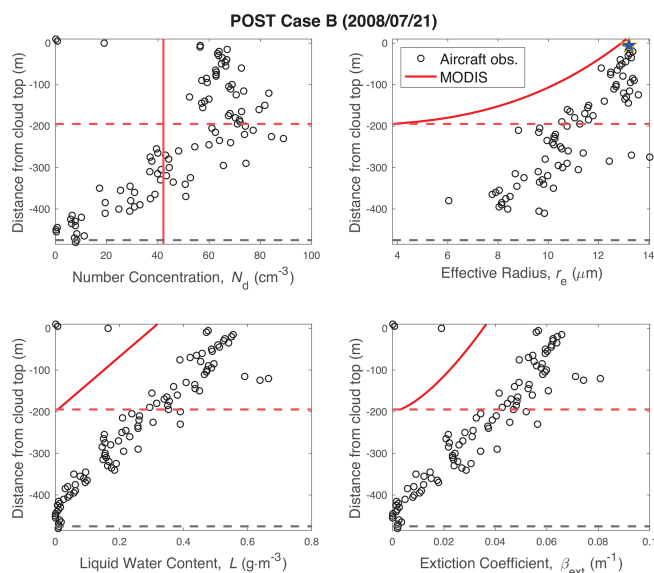 POST Case B (2008/07/21)
Distance from cloud top (m)
0
-100
-200
-300
-400
0 20 40 60 80 100
Number Concentration, Nd (cm-3)
Distance from cloud top (m)
0
-100
-200
-300
-400
Aircraft obs.
MODIS
4 6 8 10 12 14
Effective Radius, re (μm)
Distance from cloud top (m)
0
-100
-200
-300
-400
0 0.2 0.4 0.6 0.8
Liquid Water Content, L (g·m-3)
Distance from cloud top (m)
0
-100
-200
-300
-400
0 0.02 0.04 0.06 0.08 0.1
Extiction Coefficient, βext (m-1)